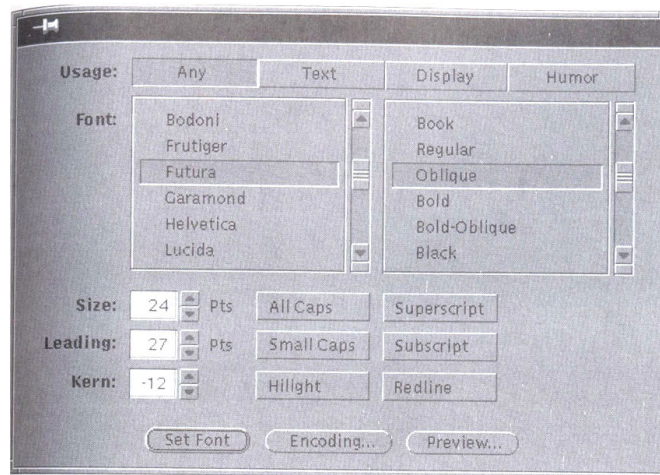 Usage: Any Text Display Humor
Font: Bodoni Book
Frutiger Regular
Futura Oblique
Garamond Bold
Helvetica Bold-Oblique
Lucida Black
Size: 24 Pts All Caps Superscript
Leading: 27 Pts Small Caps Subscript
Kern: -12 Hilight Redline
Set Font Encoding... Preview...